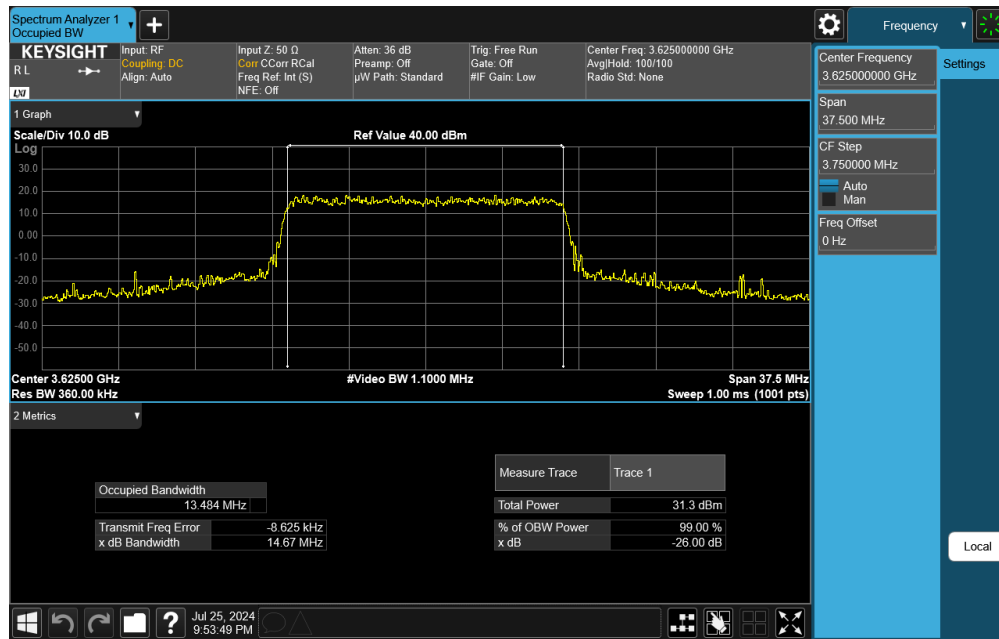 Spectrum Analyzer 1
Occupied BW
Frequency
KEYSIGHT
R L
LXI
Input: RF
Coupling: DC
Align: Auto
Input Z: 50 Ω
Corr CCorr RCal
Freq Ref: Int (S)
NFE: Off
Atten: 36 dB
Preamp: Off
µW Path: Standard
Trig: Free Run
Gate: Off
#IF Gain: Low
Center Freq: 3.625000000 GHz
Avg|Hold: 100/100
Radio Std: None
Center Frequency
3.625000000 GHz
Settings
Span
37.500 MHz
CF Step
3.750000 MHz
Auto
Man
Freq Offset
0 Hz
1 Graph
Scale/Div 10.0 dB
Ref Value 40.00 dBm
Log
30.0
20.0
10.0
0.00
-10.0
-20.0
-30.0
-40.0
-50.0
Center 3.62500 GHz
#Video BW 1.1000 MHz
Span 37.5 MHz
Res BW 360.00 kHz
Sweep 1.00 ms (1001 pts)
2 Metrics
Occupied Bandwidth
13.484 MHz
Transmit Freq Error -8.625 kHz
x dB Bandwidth 14.67 MHz
Measure Trace Trace 1
Total Power 31.3 dBm
% of OBW Power 99.00 %
x dB -26.00 dB
Local
?
Jul 25, 2024
9:53:49 PM